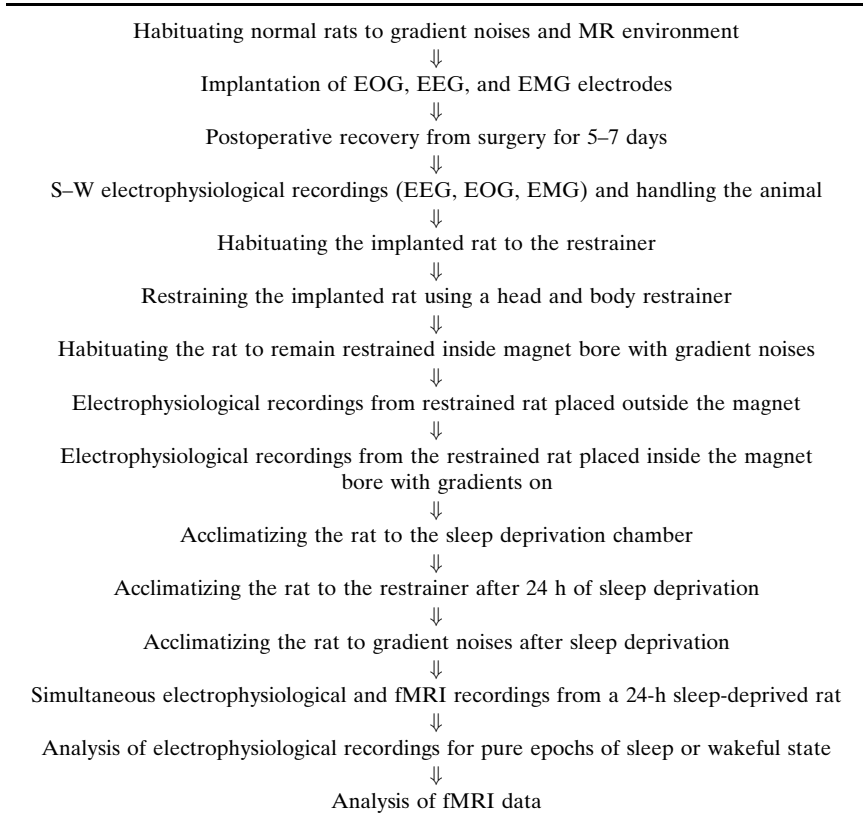 Habituating normal rats to gradient noises and MR environment
⇓
Implantation of EOG, EEG, and EMG electrodes
⇓
Postoperative recovery from surgery for 5–7 days
⇓
S–W electrophysiological recordings (EEG, EOG, EMG) and handling the animal
⇓
Habituating the implanted rat to the restrainer
⇓
Restraining the implanted rat using a head and body restrainer
⇓
Habituating the rat to remain restrained inside magnet bore with gradient noises
⇓
Electrophysiological recordings from restrained rat placed outside the magnet
⇓
Electrophysiological recordings from the restrained rat placed inside the magnet
bore with gradients on
⇓
Acclimatizing the rat to the sleep deprivation chamber
⇓
Acclimatizing the rat to the restrainer after 24 h of sleep deprivation
⇓
Acclimatizing the rat to gradient noises after sleep deprivation
⇓
Simultaneous electrophysiological and fMRI recordings from a 24-h sleep-deprived rat
⇓
Analysis of electrophysiological recordings for pure epochs of sleep or wakeful state
⇓
Analysis of fMRI data